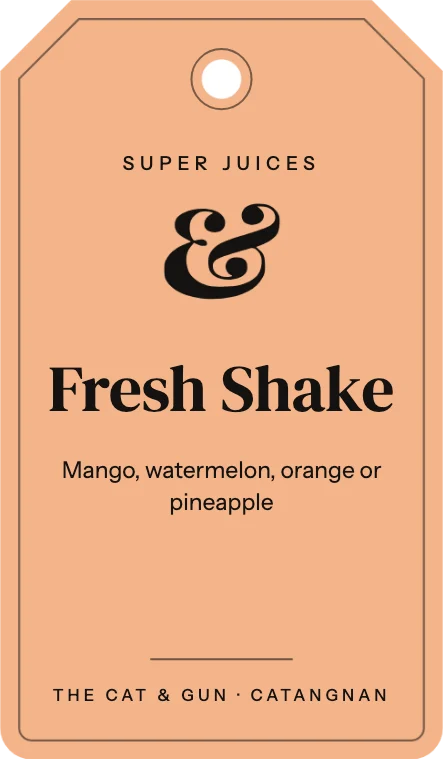 SUPER JUICES
&
Fresh Shake
Mango, watermelon, orange or
pineapple
THE CAT & GUN · CATANGNAN